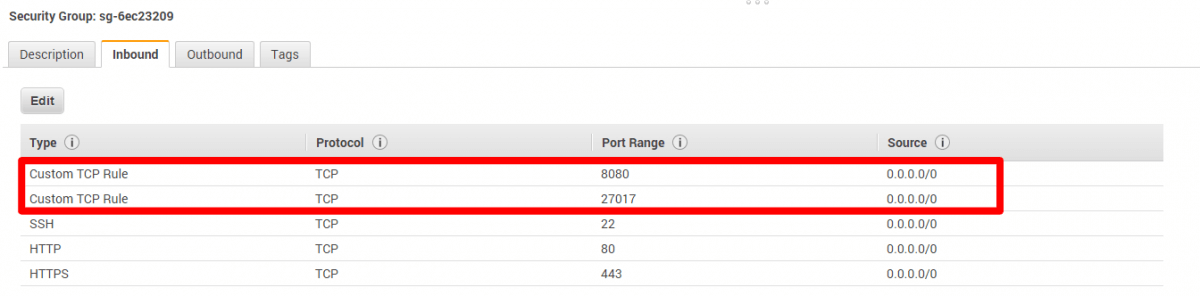 Security Group: sg-6ec23209
Description Inbound Outbound Tags
Edit
Type i Protocol i Port Range i Source i
Custom TCP Rule TCP 8080 0.0.0.0/0
Custom TCP Rule TCP 27017 0.0.0.0/0
SSH TCP 22 0.0.0.0/0
HTTP TCP 80 0.0.0.0/0
HTTPS TCP 443 0.0.0.0/0